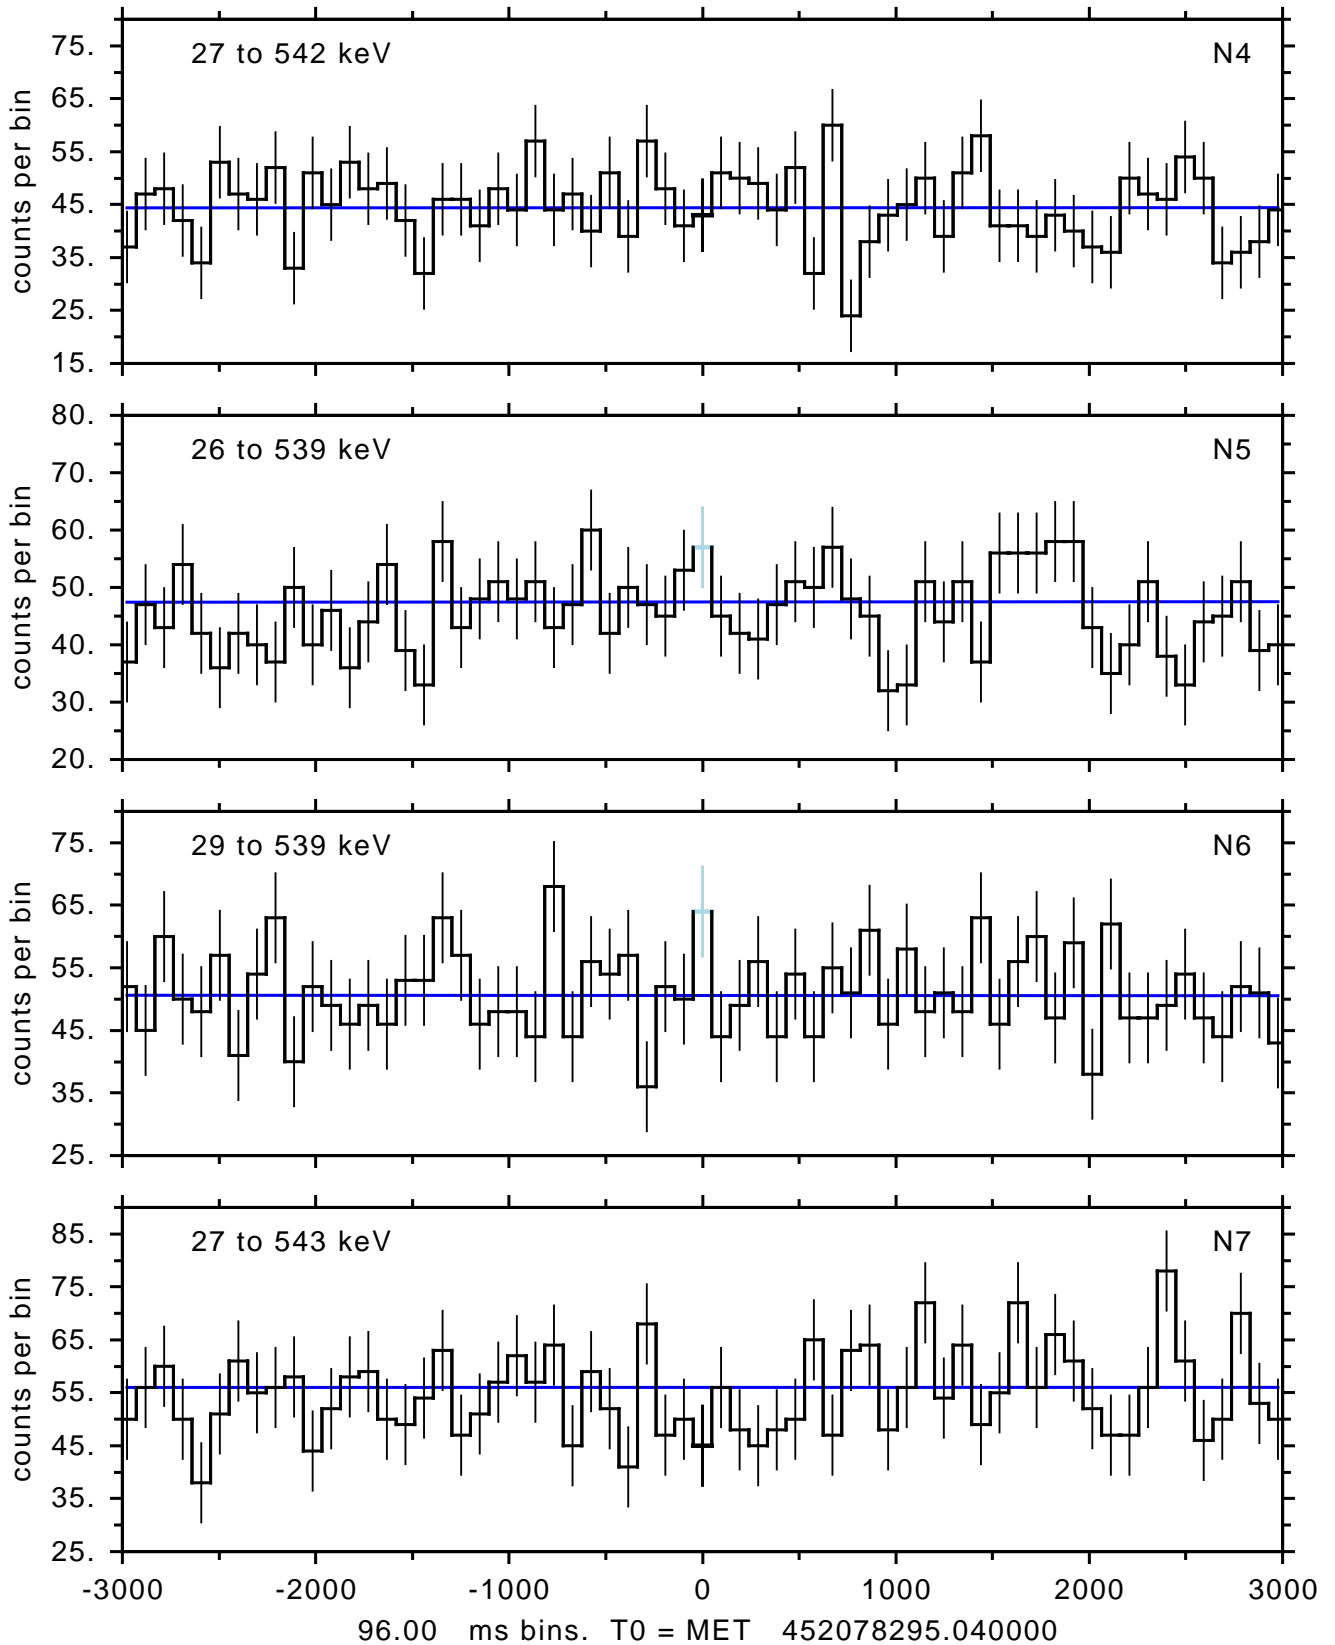 27 to 542 keV N4
75.
65.
55.
45.
35.
25.
15.
counts per bin
26 to 539 keV N5
80.
70.
60.
50.
40.
30.
20.
counts per bin
29 to 539 keV N6
75.
65.
55.
45.
35.
25.
counts per bin
27 to 543 keV N7
85.
75.
65.
55.
45.
35.
25.
counts per bin
-3000 -2000 -1000 0 1000 2000 3000
96.00 ms bins. T0 = MET 452078295.040000